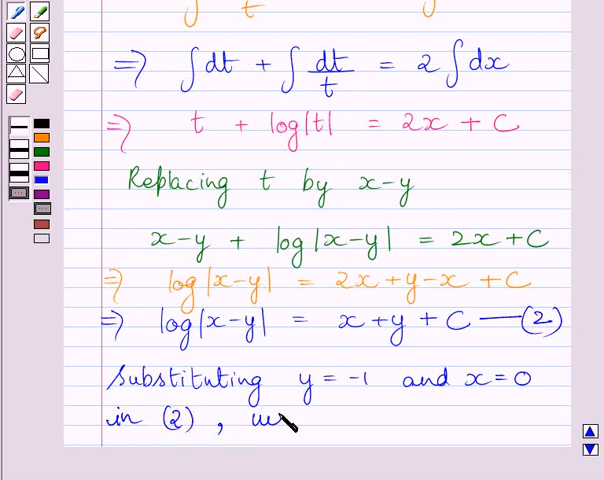 ⇒ ∫dt + ∫dt/t = 2∫dx
⇒ t + log|t| = 2x + C
Replacing t by x-y
x-y + log|x-y| = 2x + C
⇒ log|x-y| = 2x+y-x + C
⇒ log|x-y| = x+y + C —(2)
Substituting y = -1 and x = 0
in (2) ,